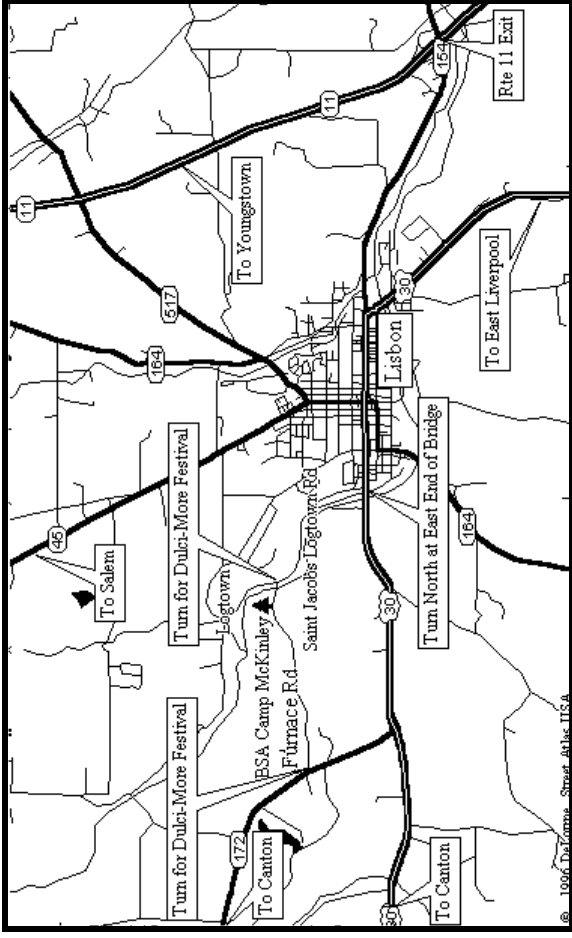 11
45
To Salem
164
517
Turn for Dulci-More Festival
Turn for Dulci-More Festival
Logtown
172
To Youngstown
BSA Camp McKinley
To Canton
Furnace Rd
Saint Jacobs Logtown Rd
11
30
30
Lisbon
30
Turn North at East End of Bridge
To Canton
154
164
To East Liverpool
Rte 11 Exit
© 1996 DeLorme Street Atlas USA